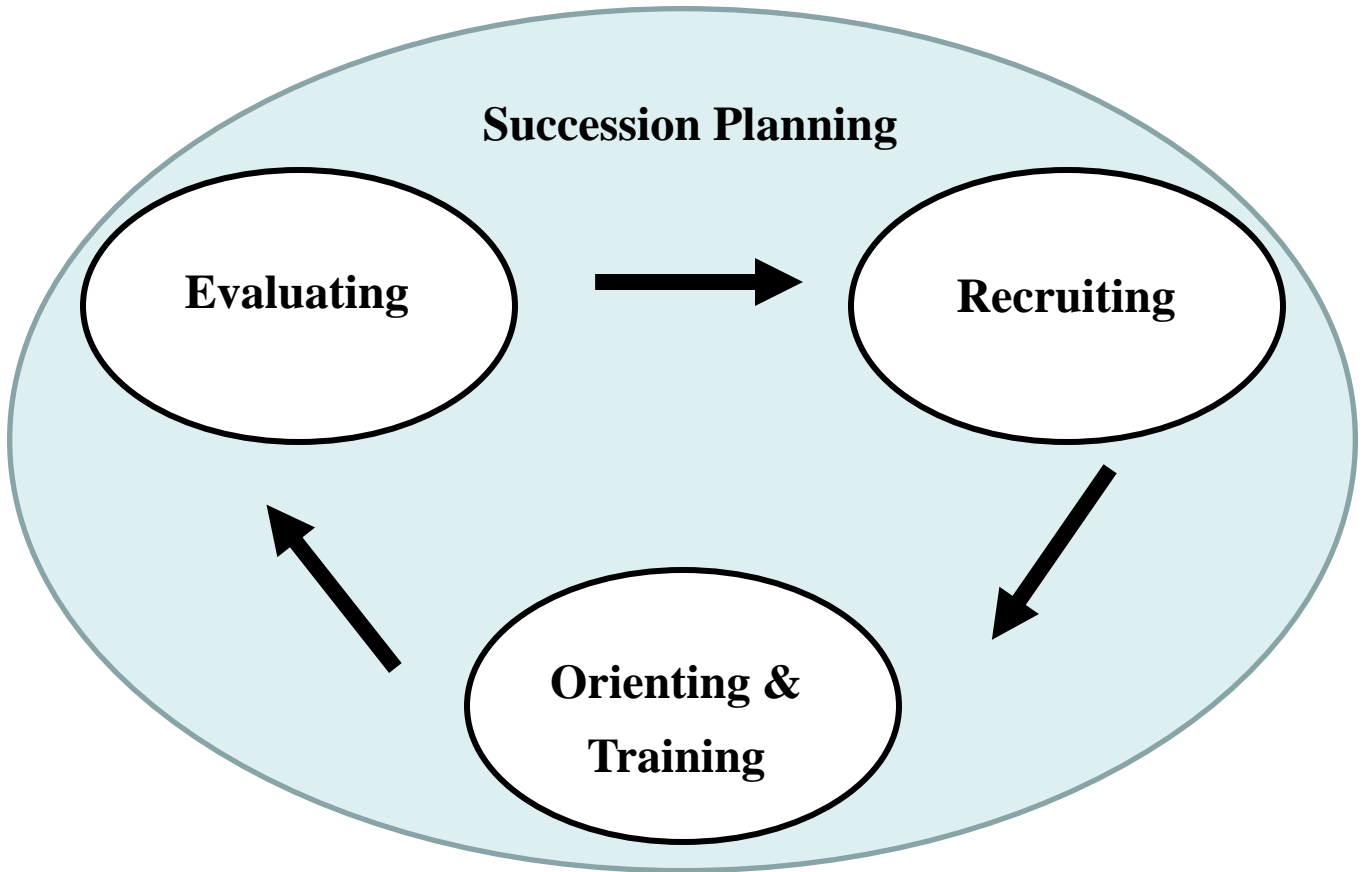 Succession Planning
Evaluating
Recruiting
Orienting &
Training